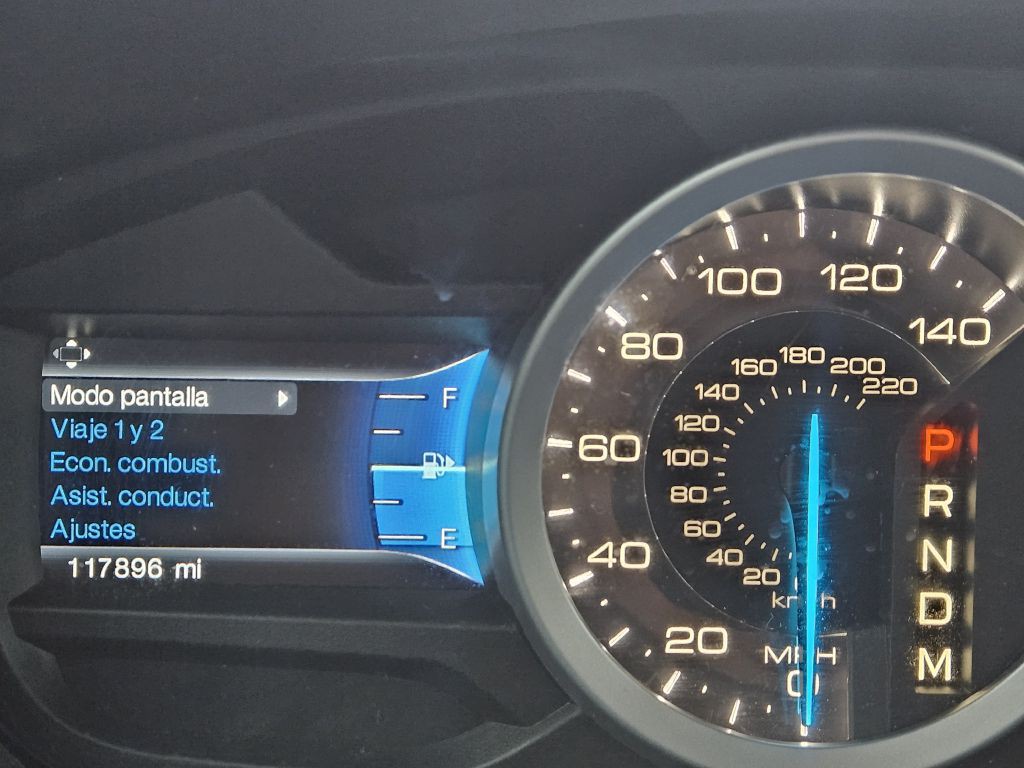 Modo pantalla
Viaje 1 y 2
Econ. combust.
Asist. conduct.
Ajustes
117896 mi
F
E
0
20
40
60
80
100
120
140
MPH
20
40
60
80
100
120
140
160
180
200
220
km/h
P
R
N
D
M